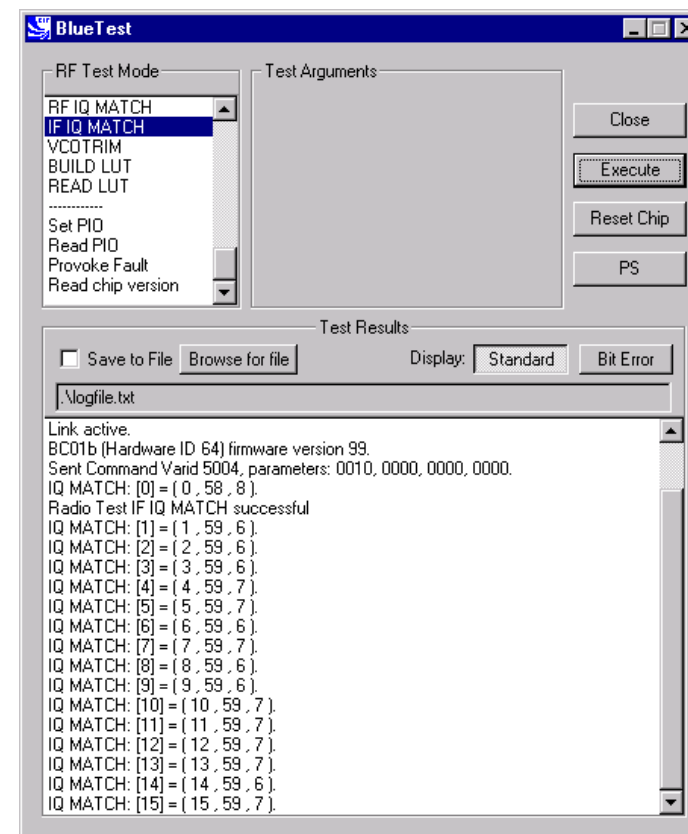 BlueTest
RF Test Mode
Test Arguments
RF IQ MATCH
IF IQ MATCH
VCOTRIM
BUILD LUT
READ LUT
------------
Set PIO
Read PIO
Provoke Fault
Read chip version
Close
Execute
Reset Chip
PS
Test Results
Save to File Browse for file Display: Standard Bit Error
.\logfile.txt
Link active.
BC01b (Hardware ID 64) firmware version 99.
Sent Command Varid 5004, parameters: 0010, 0000, 0000, 0000.
IQ MATCH: [0] = ( 0 , 58 , 8 ).
Radio Test IF IQ MATCH successful
IQ MATCH: [1] = ( 1 , 59 , 6 ).
IQ MATCH: [2] = ( 2 , 59 , 6 ).
IQ MATCH: [3] = ( 3 , 59 , 6 ).
IQ MATCH: [4] = ( 4 , 59 , 7 ).
IQ MATCH: [5] = ( 5 , 59 , 7 ).
IQ MATCH: [6] = ( 6 , 59 , 6 ).
IQ MATCH: [7] = ( 7 , 59 , 7 ).
IQ MATCH: [8] = ( 8 , 59 , 6 ).
IQ MATCH: [9] = ( 9 , 59 , 6 ).
IQ MATCH: [10] = ( 10 , 59 , 7 ).
IQ MATCH: [11] = ( 11 , 59 , 7 ).
IQ MATCH: [12] = ( 12 , 59 , 7 ).
IQ MATCH: [13] = ( 13 , 59 , 7 ).
IQ MATCH: [14] = ( 14 , 59 , 6 ).
IQ MATCH: [15] = ( 15 , 59 , 7 ).